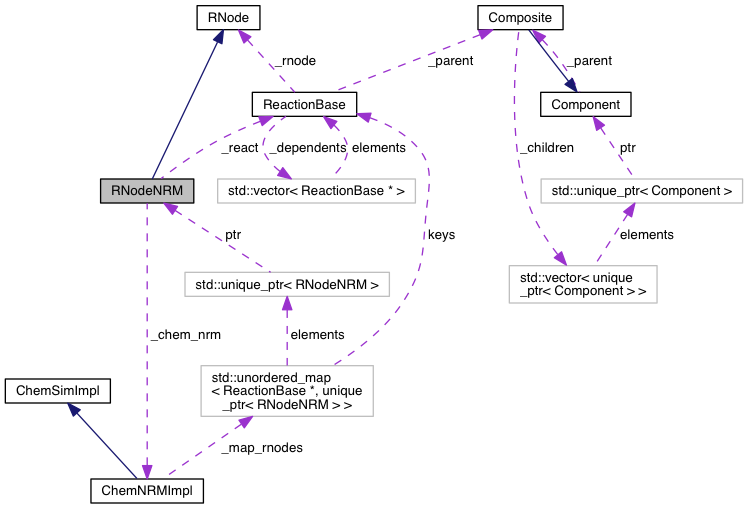 RNode
Composite
_rnode
_parent
_parent
ReactionBase
Component
_react
_dependents
elements
_children
ptr
RNodeNRM
std::vector< ReactionBase * >
std::unique_ptr< Component >
ptr
keys
elements
std::unique_ptr< RNodeNRM >
std::vector< unique
_ptr< Component > >
_chem_nrm
elements
ChemSimImpl
std::unordered_map
< ReactionBase *, unique
_ptr< RNodeNRM > >
_map_rnodes
ChemNRMImpl